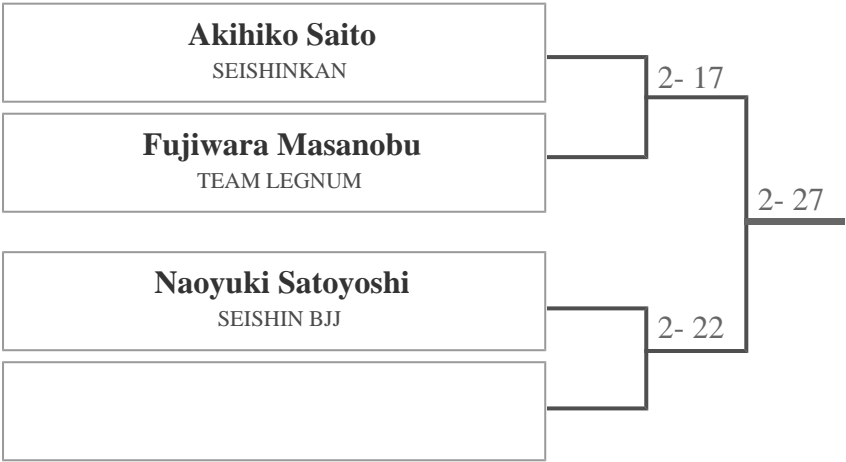 Akihiko Saito
SEISHINKAN
2- 17
Fujiwara Masanobu
TEAM LEGNUM
2- 27
Naoyuki Satoyoshi
SEISHIN BJJ
2- 22